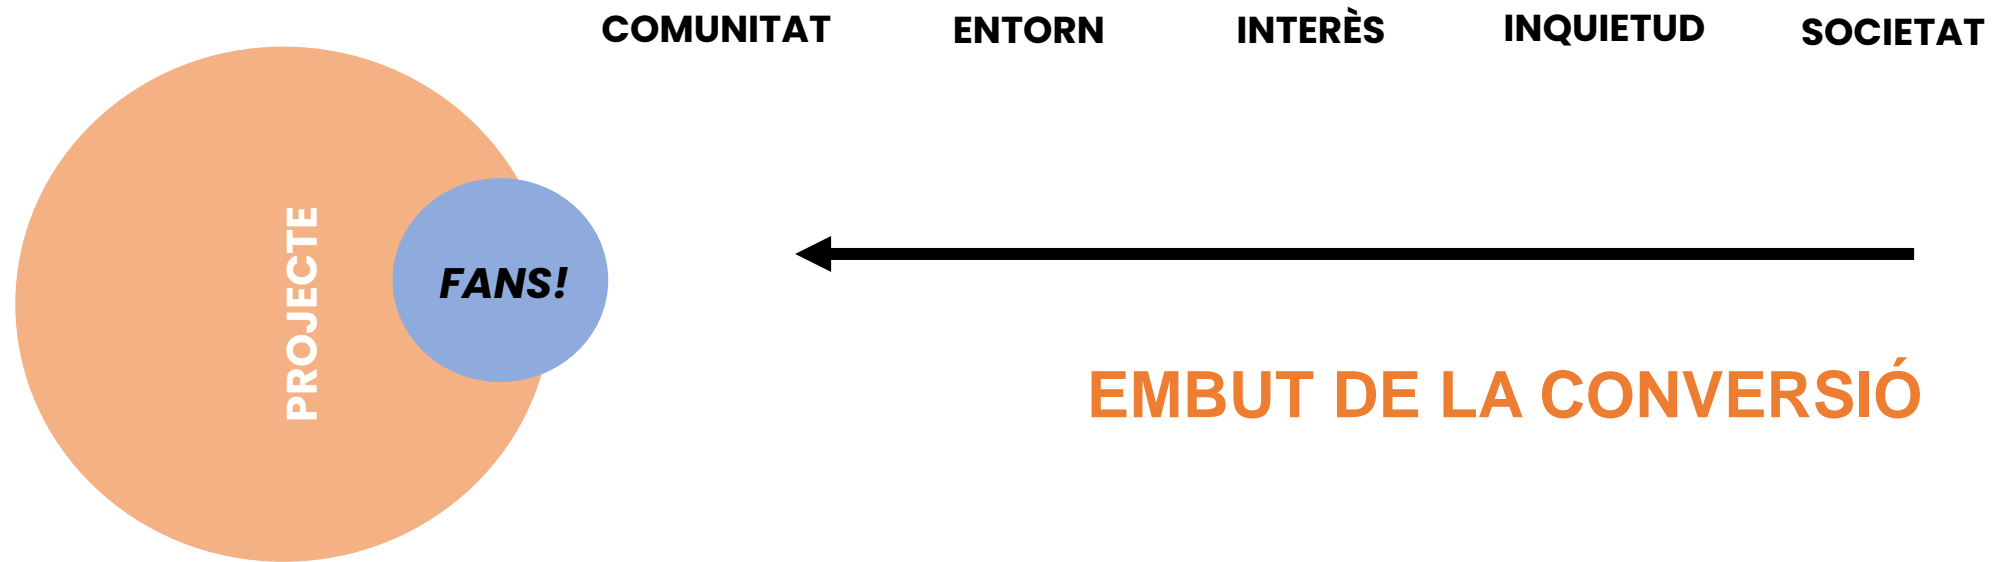 COMUNITAT
ENTORN
INTERÈS
INQUIETUD
SOCIETAT
PROJECTE
FANS!
EMBUT DE LA CONVERSIÓ